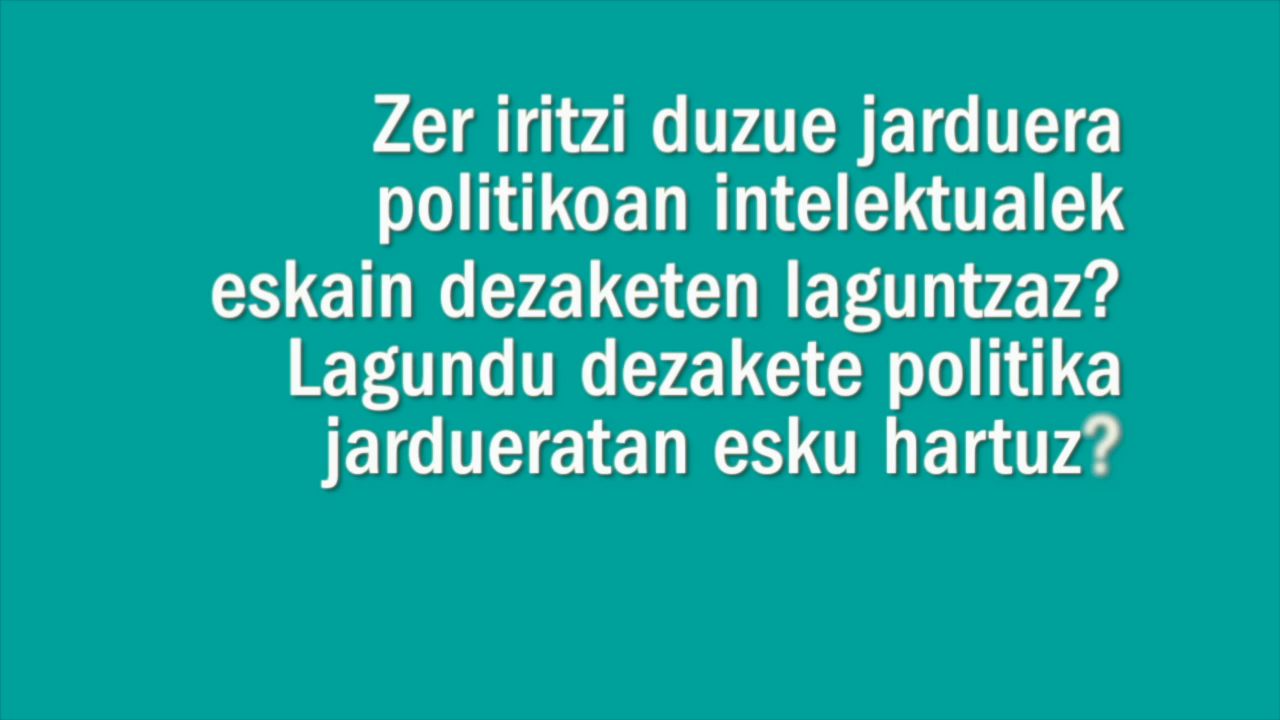 Zer iritzi duzue jarduera
politikoan intelektualek
eskain dezaketen laguntzaz?
Lagundu dezakete politika
jardueratan esku hartuz?